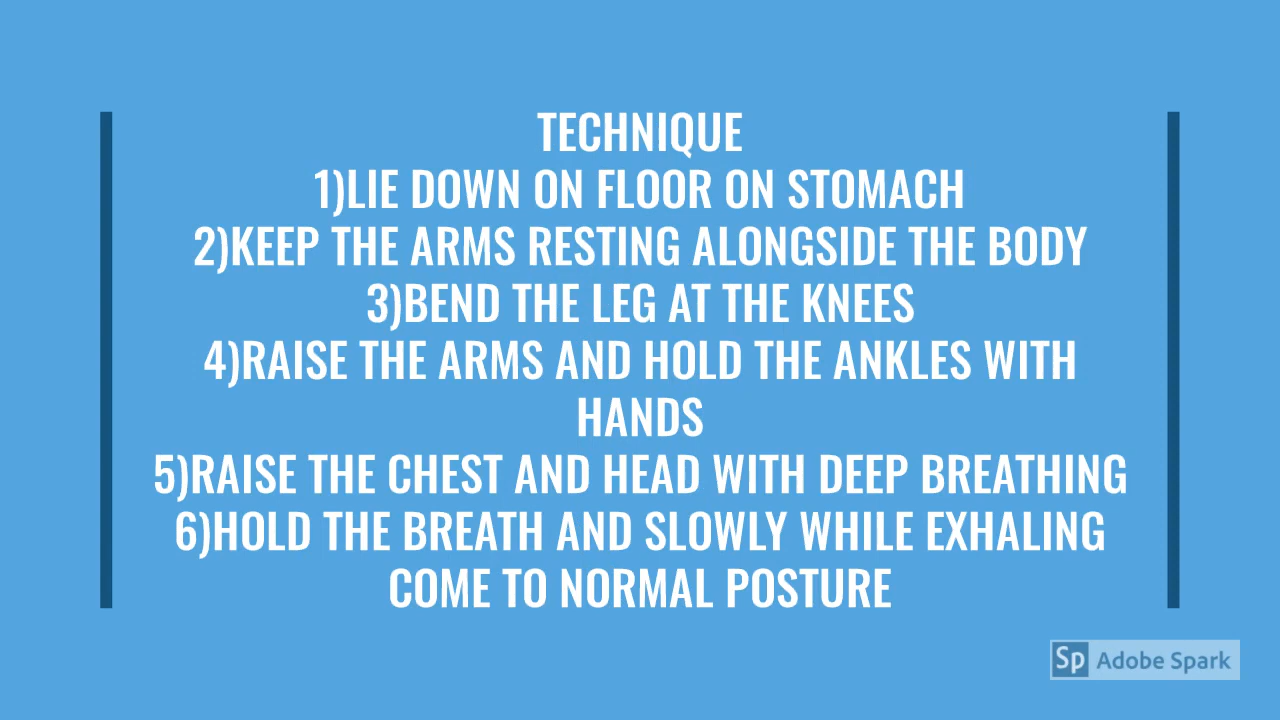 TECHNIQUE
1)LIE DOWN ON FLOOR ON STOMACH
2)KEEP THE ARMS RESTING ALONGSIDE THE BODY
3)BEND THE LEG AT THE KNEES
4)RAISE THE ARMS AND HOLD THE ANKLES WITH
HANDS
5)RAISE THE CHEST AND HEAD WITH DEEP BREATHING
6)HOLD THE BREATH AND SLOWLY WHILE EXHALING
COME TO NORMAL POSTURE
Sp Adobe Spark